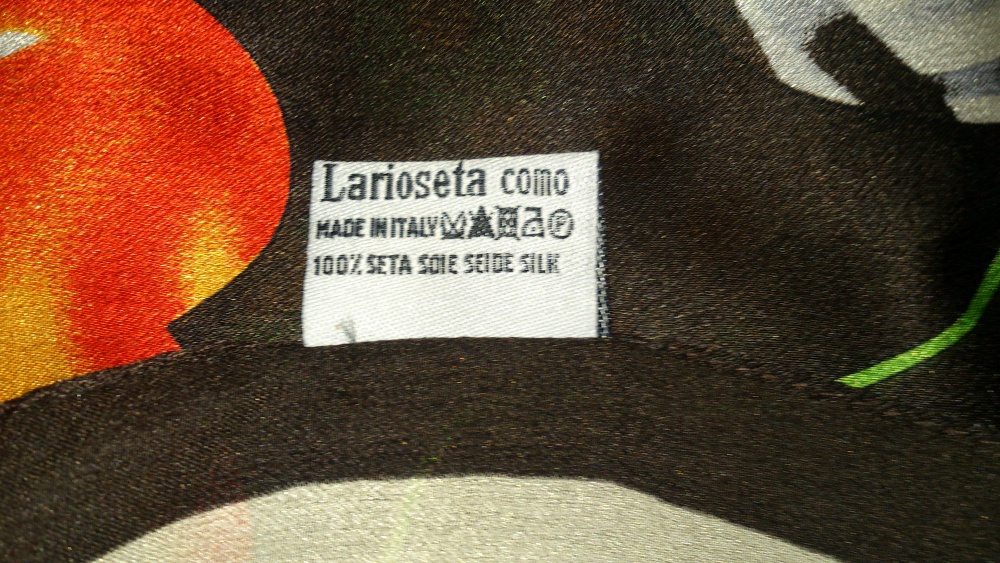 Larioseta como
MADE IN ITALY P
100% SETA SOIE SEIDE SILK